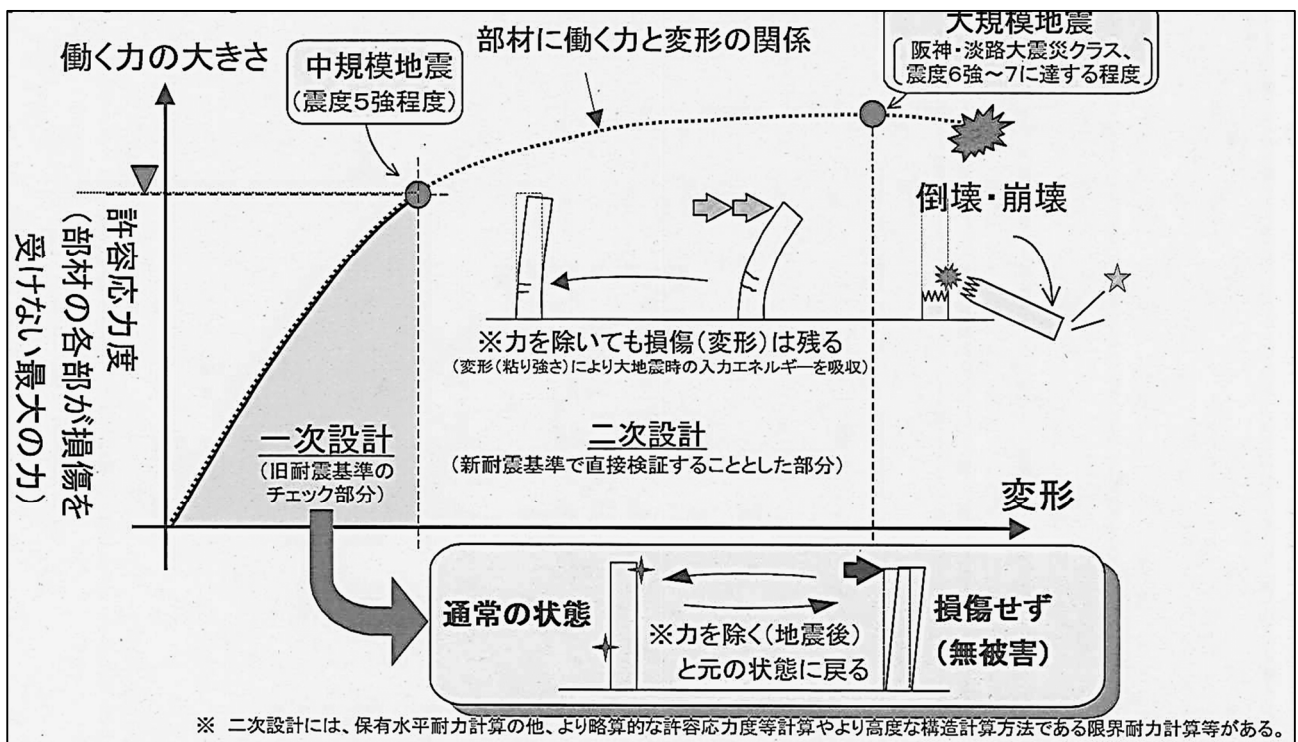 働く力の大きさ
中規模地震
(震度5強程度)
部材に働く力と変形の関係
大規模地震
阪神・淡路大震災クラス、
震度6強～7に達する程度
許容応力度
(部材の各部が損傷を
受けない最大の力)
倒壊・崩壊
※力を除いても損傷(変形)は残る
(変形(粘り強さ)により大地震時の入力エネルギーを吸収)
一次設計
(旧耐震基準の
チェック部分)
二次設計
(新耐震基準で直接検証することとした部分)
変形
通常の状態
※力を除く(地震後)
と元の状態に戻る
損傷せず
(無被害)
※ 二次設計には、保有水平耐力計算の他、より略算的な許容応力度等計算やより高度な構造計算方法である限界耐力計算等がある。